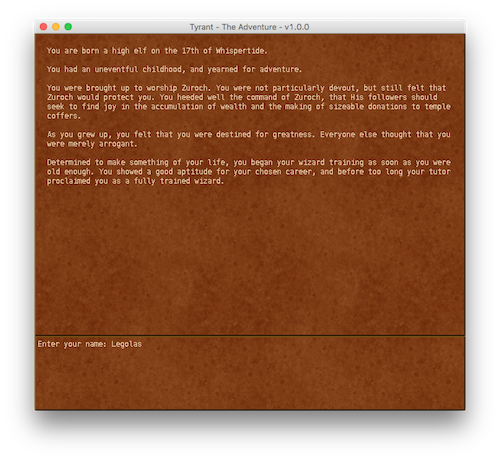 Tyrant - The Adventure - v1.0.0
You are born a high elf on the 17th of Whispertide.
You had an uneventful childhood, and yearned for adventure.
You were brought up to worship Zuroch. You were not particularly devout, but still felt that
Zuroch would protect you. You heeded well the command of Zuroch, that His followers should
seek to find joy in the accumulation of wealth and the making of sizeable donations to temple
coffers.
As you grew up, you felt that you were destined for greatness. Everyone else thought that you
were merely arrogant.
Determined to make something of your life, you began your wizard training as soon as you were
old enough. You showed a good aptitude for your chosen career, and before too long your tutor
proclaimed you as a fully trained wizard.
Enter your name: Legolas